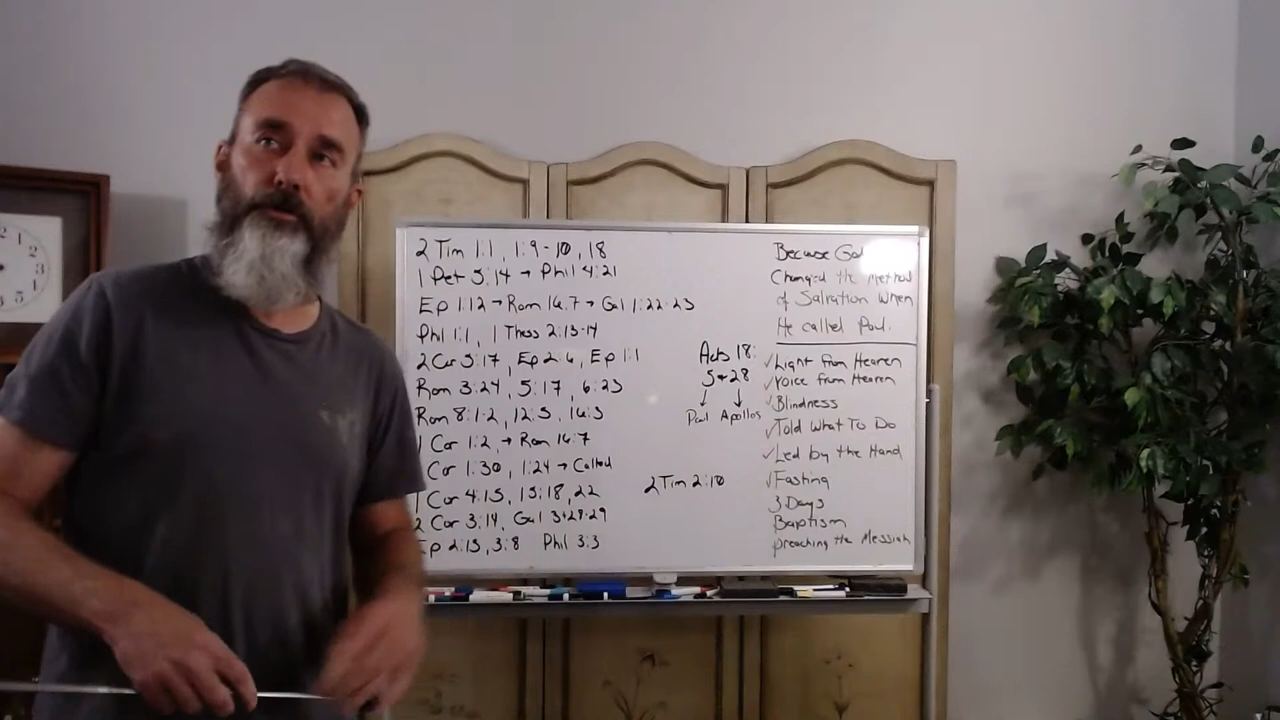 2 Tim 1:1, 1:9-10, 18
1 Pet 5:14 → Phil 4:21
Ep 1:12 → Rom 16:7 → Gal 1:22-23
Phil 1:1, 1 Thess 2:13-14
2 Cor 5:17, Ep 2:6, Ep 1:1
Rom 3:24, 5:17, 6:23
Rom 8:1-2, 12:5, 16:3
1 Cor 1:2, → Rom 16:7
Cor 1:30, 1:24 → Called
1 Cor 4:15, 15:18, 22
2 Cor 3:14, Gal 3:28-29
Ep 2:13, 3:8 Phil 3:3
Acts 18:
5 + 28
↓ ↓
Paul Apollos
2 Tim 2:10
Because God
Changed the Method
of Salvation When
He called Paul.
✓Light from Heaven
✓Voice from Heaven
✓Blindness
✓Told What To Do
✓Led by the Hand
✓Fasting
3 Days
Baptism
preaching the Messiah
12
1
2
3
4
5